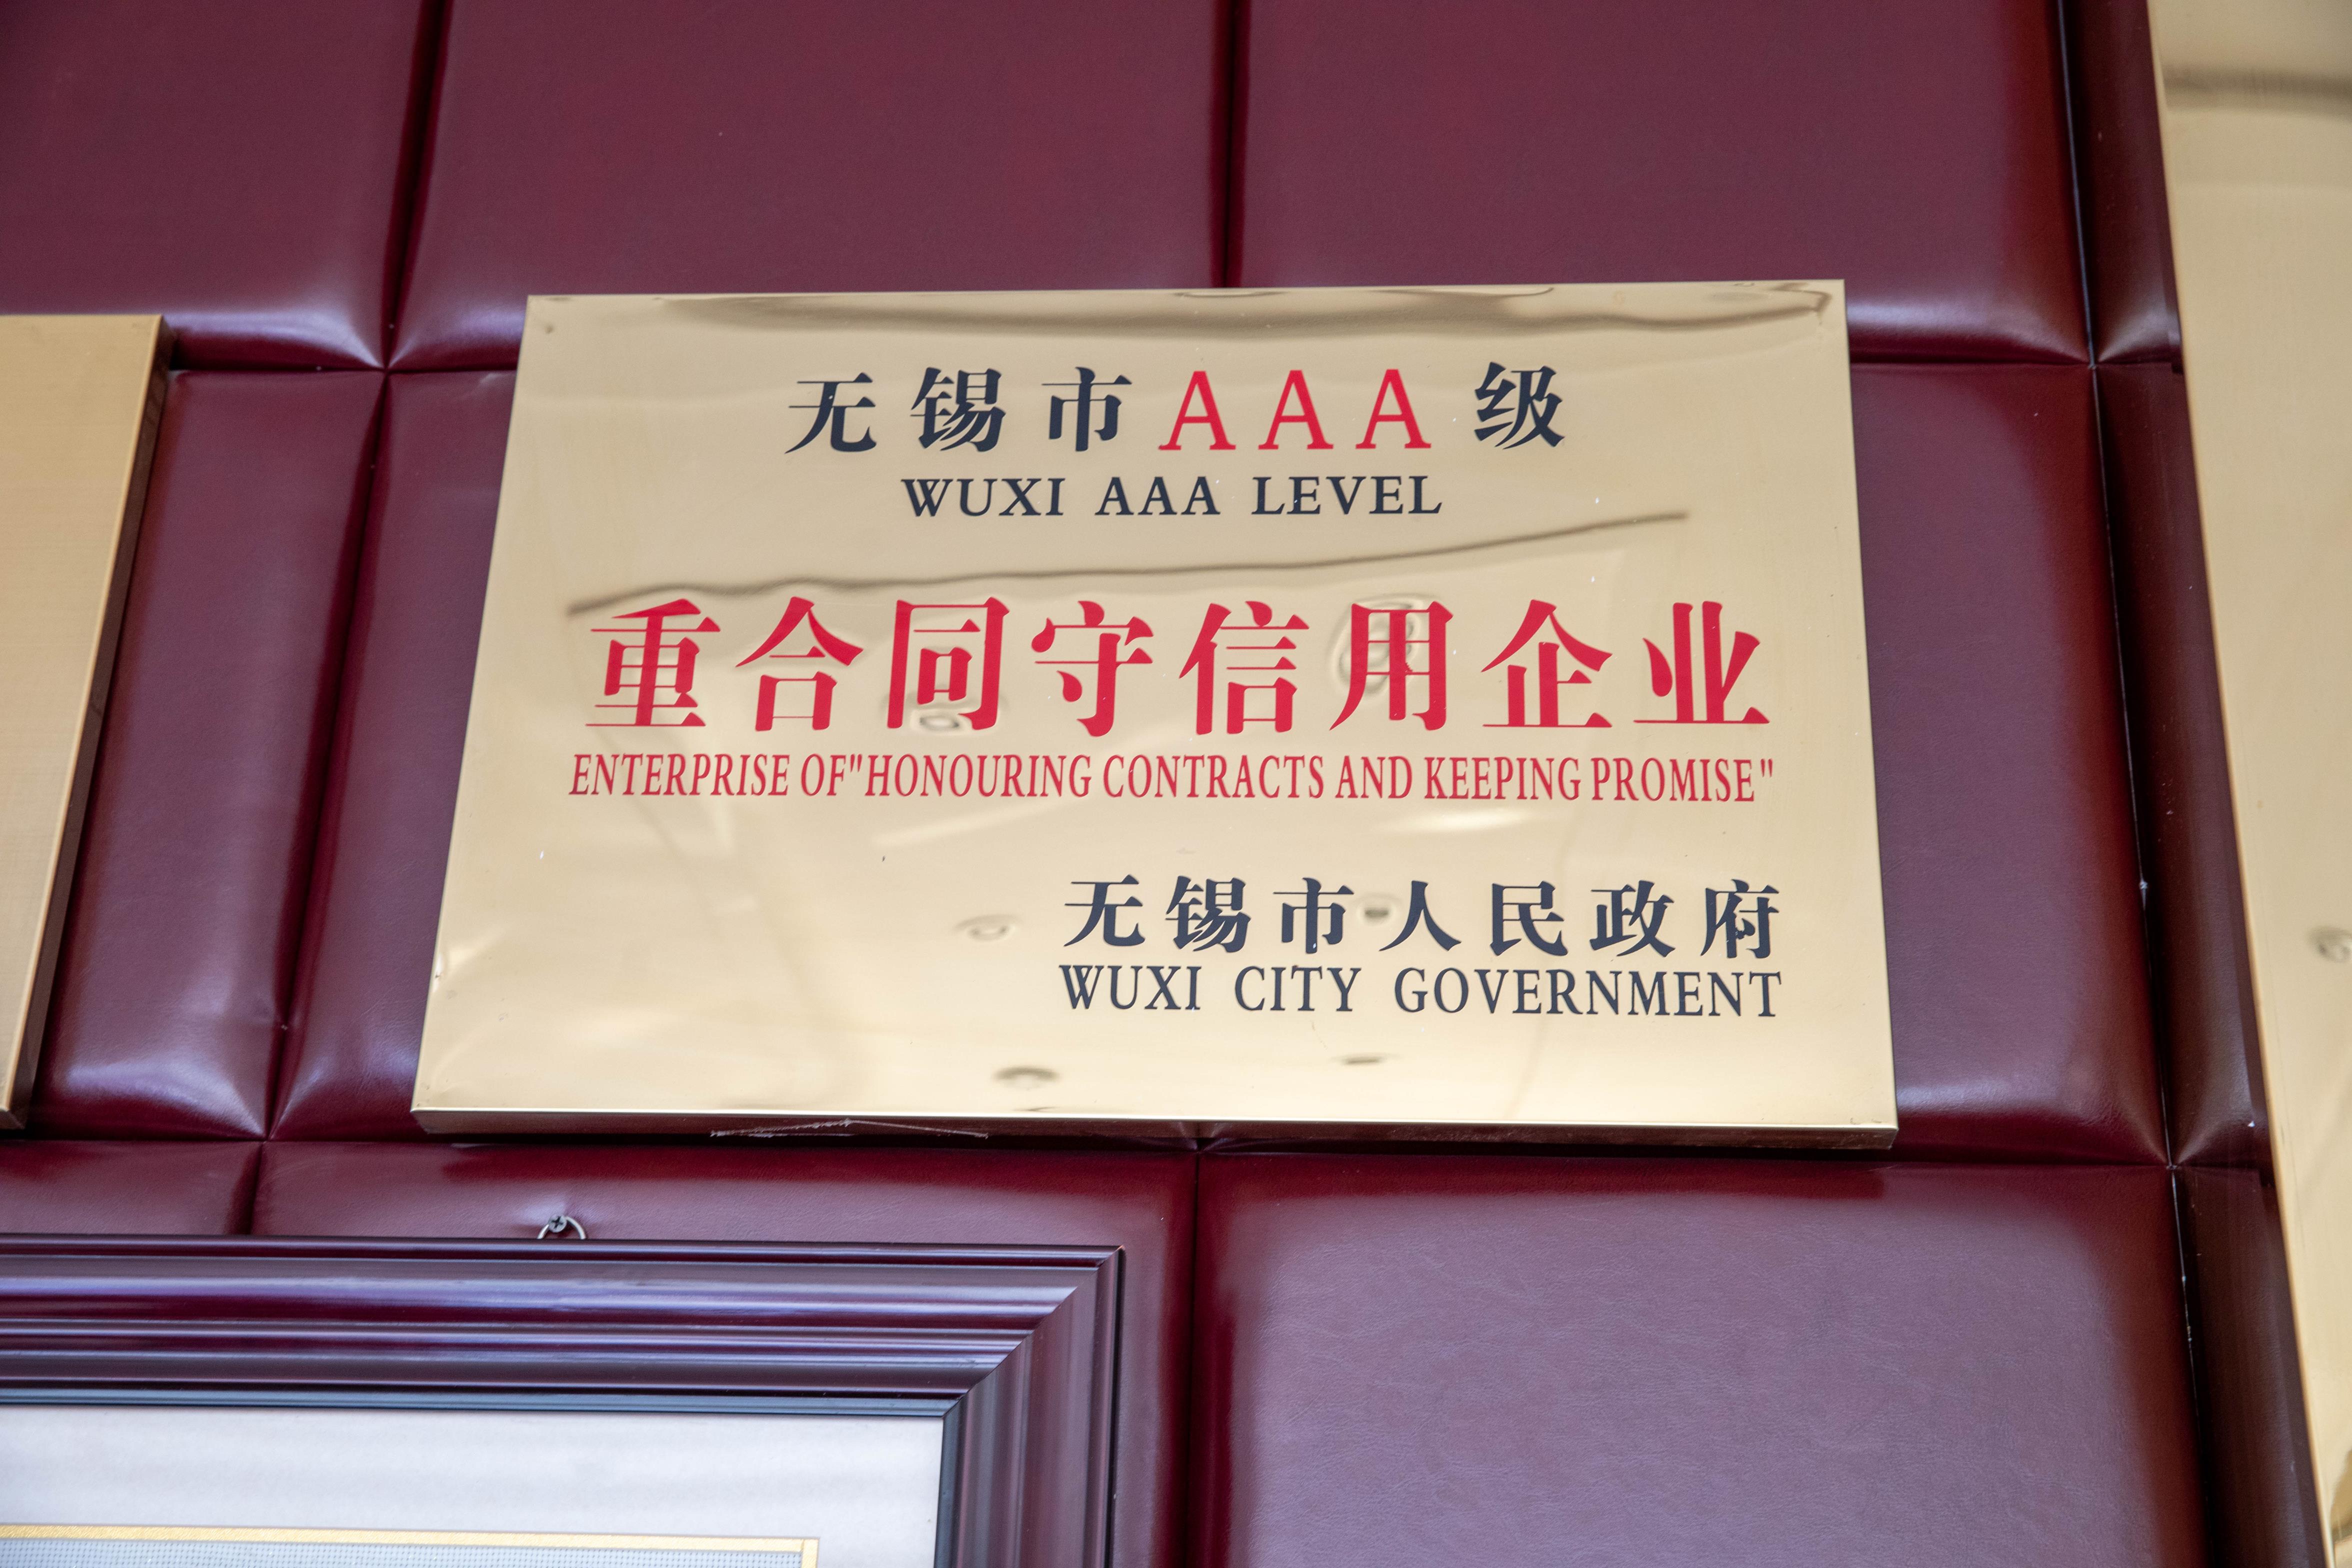 无锡市AAA级
WUXI AAA LEVEL
重合同守信用企业
ENTERPRISE OF"HONOURING CONTRACTS AND KEEPING PROMISE"
无锡市人民政府
WUXI CITY GOVERNMENT